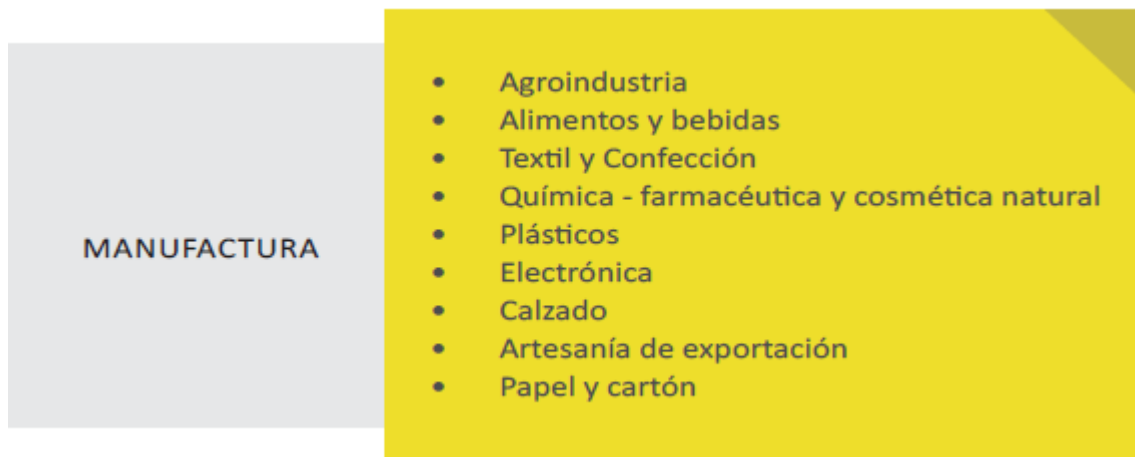 MANUFACTURA
• Agroindustria
• Alimentos y bebidas
• Textil y Confección
• Química - farmacéutica y cosmética natural
• Plásticos
• Electrónica
• Calzado
• Artesanía de exportación
• Papel y cartón